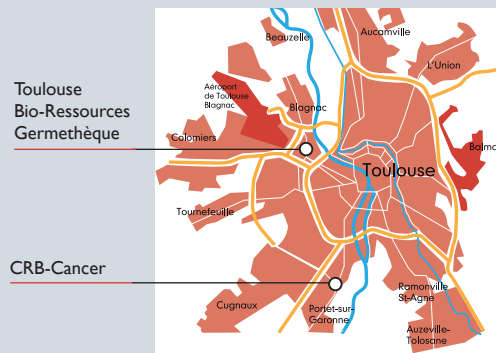 Toulouse
Bio-Ressources
Germethèque
CRB-Cancer
Beauzelle
Aucamville
L'Union
Aéroport
de Toulouse
Blagnac
Blagnac
Colomiers
Balma
Toulouse
Tournefeuille
Cugnaux
Portet-sur-
Garonne
Ramonville
St-Agne
Auzeville-
Tolosane